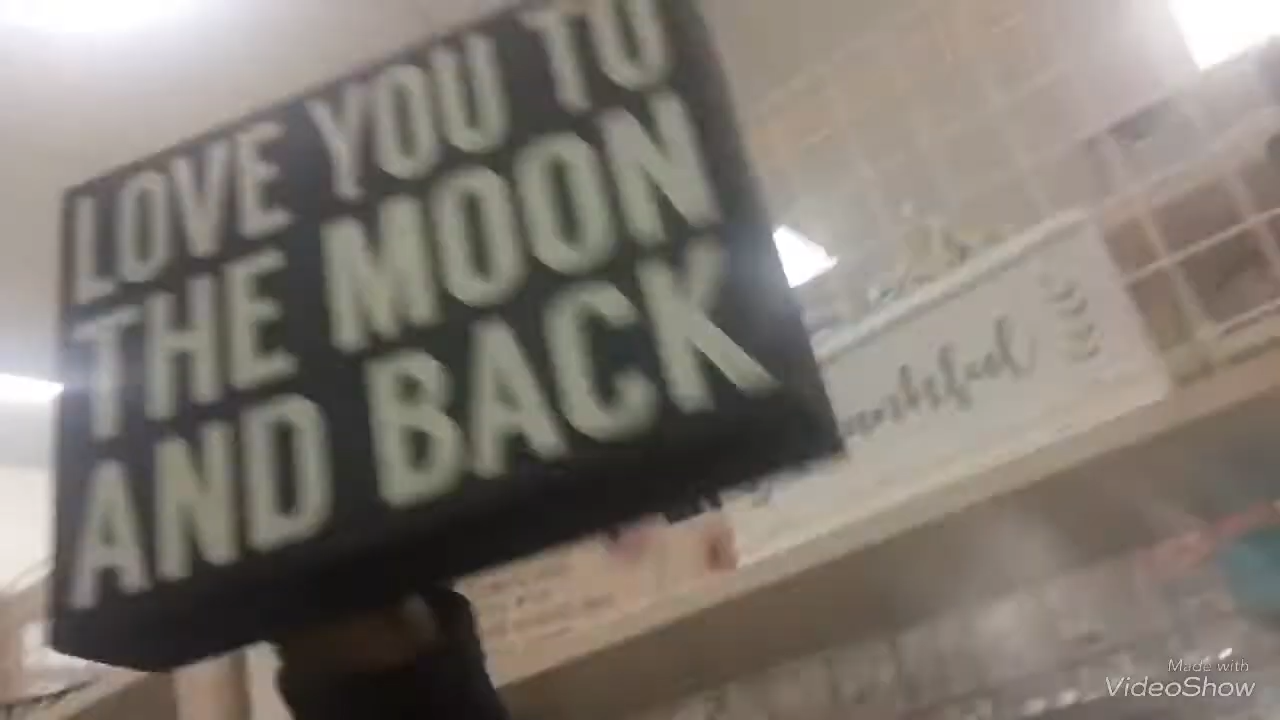 LOVE YOU TO
THE MOON
AND BACK
Made with
VideoShow